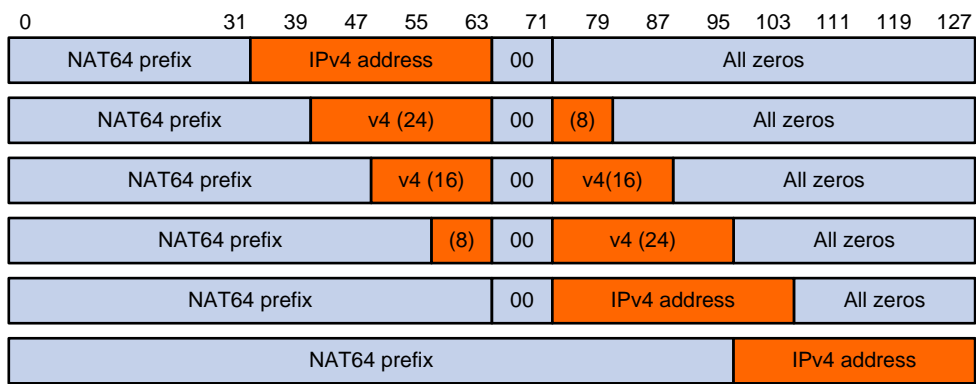 0 31 39 47 55 63 71 79 87 95 103 111 119 127
NAT64 prefix IPv4 address 00 All zeros
NAT64 prefix v4 (24) 00 (8) All zeros
NAT64 prefix v4 (16) 00 v4(16) All zeros
NAT64 prefix (8) 00 v4 (24) All zeros
NAT64 prefix 00 IPv4 address All zeros
NAT64 prefix IPv4 address